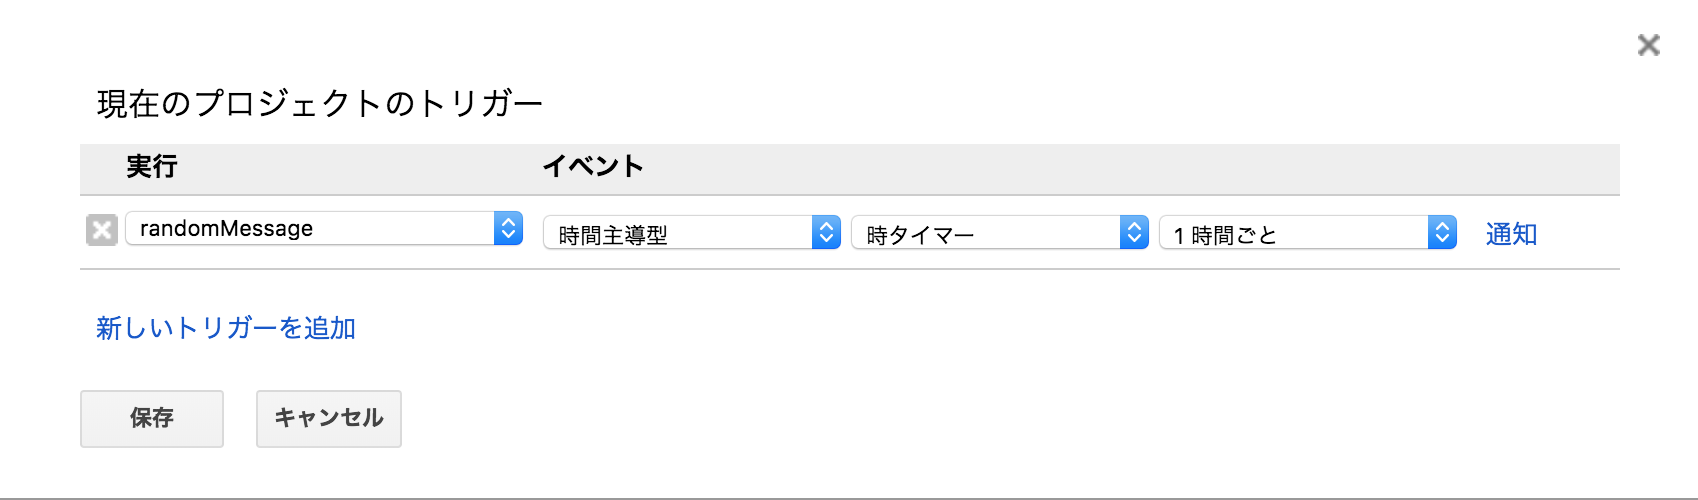 現在のプロジェクトのトリガー
実行 イベント
randomMessage 時間主導型 時タイマー 1 時間ごと 通知
新しいトリガーを追加
保存 キャンセル